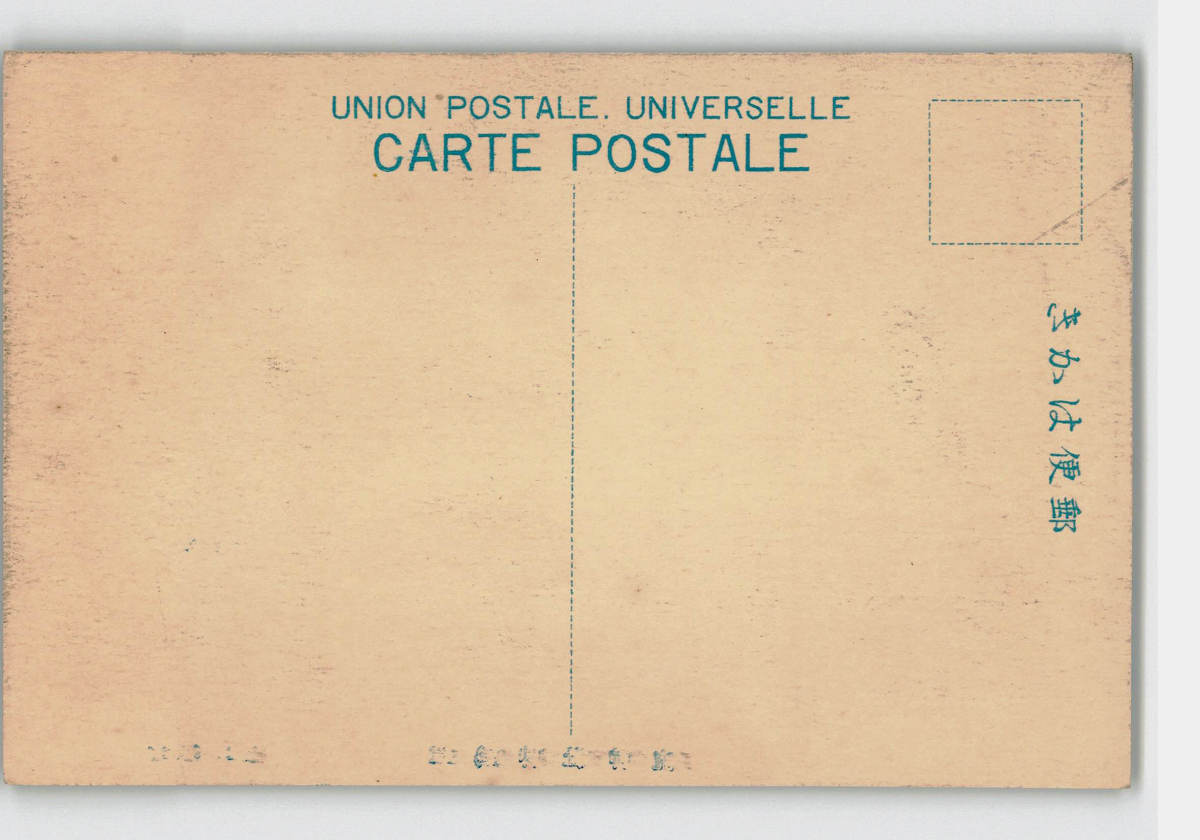 UNION POSTALE. UNIVERSELLE
CARTE POSTALE
きかは便郵